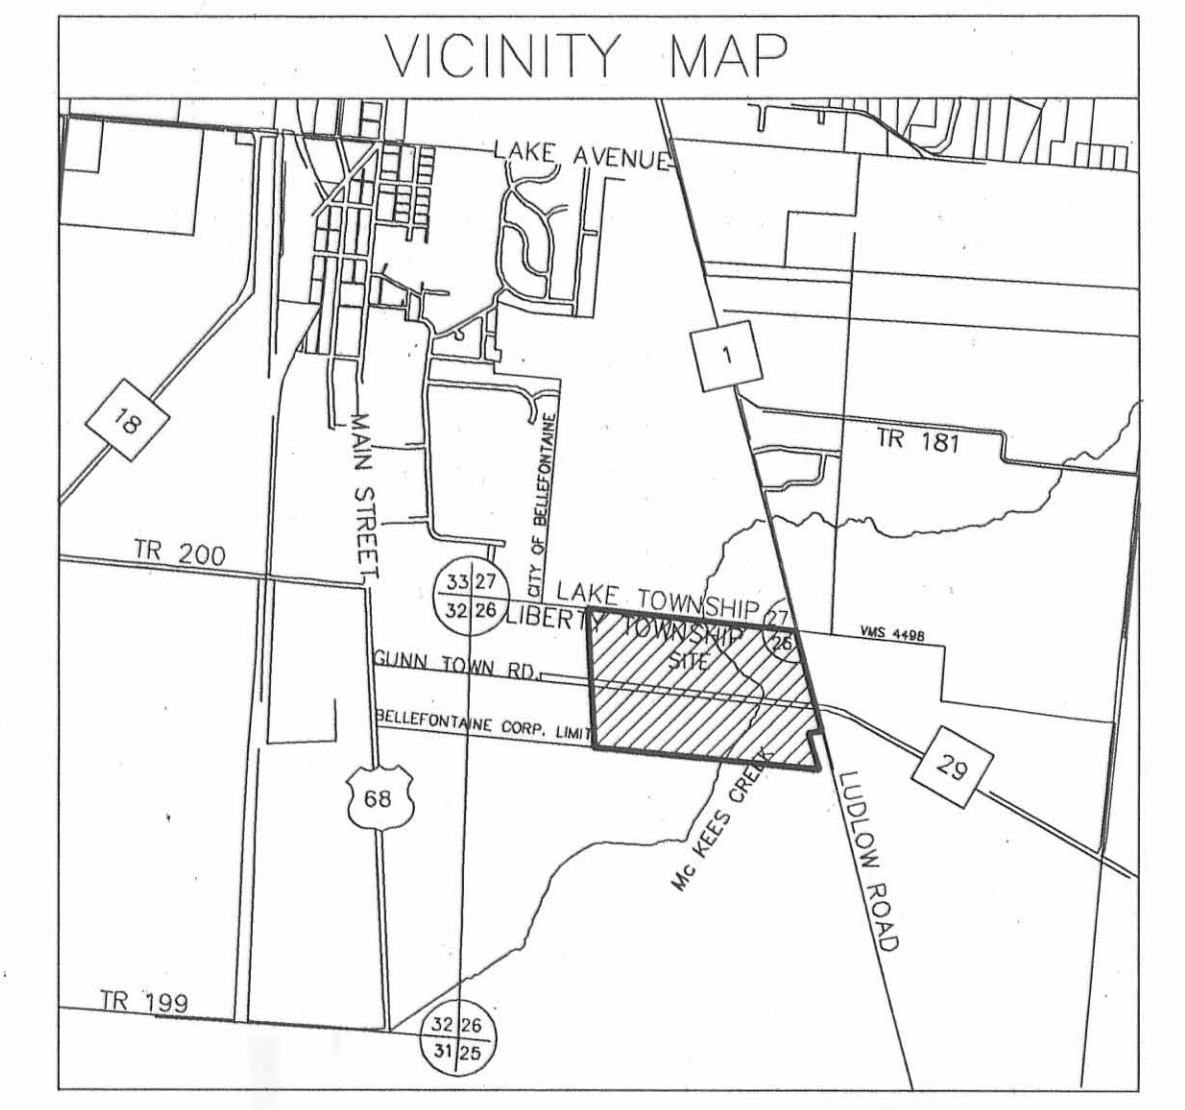 VICINITY MAP
LAKE AVENUE
1
18
TR 181
MAIN STREET
CITY OF BELLEFONTAINE
TR 200
33 27
32 26
LAKE TOWNSHIP
LIBERTY TOWNSHIP
27
26
VMS 4498
SITE
GUNN TOWN RD.
BELLEFONTAINE CORP. LIMIT
29
68
Mc KEES CREEK
LUDLOW ROAD
TR 199
32 26
31 25